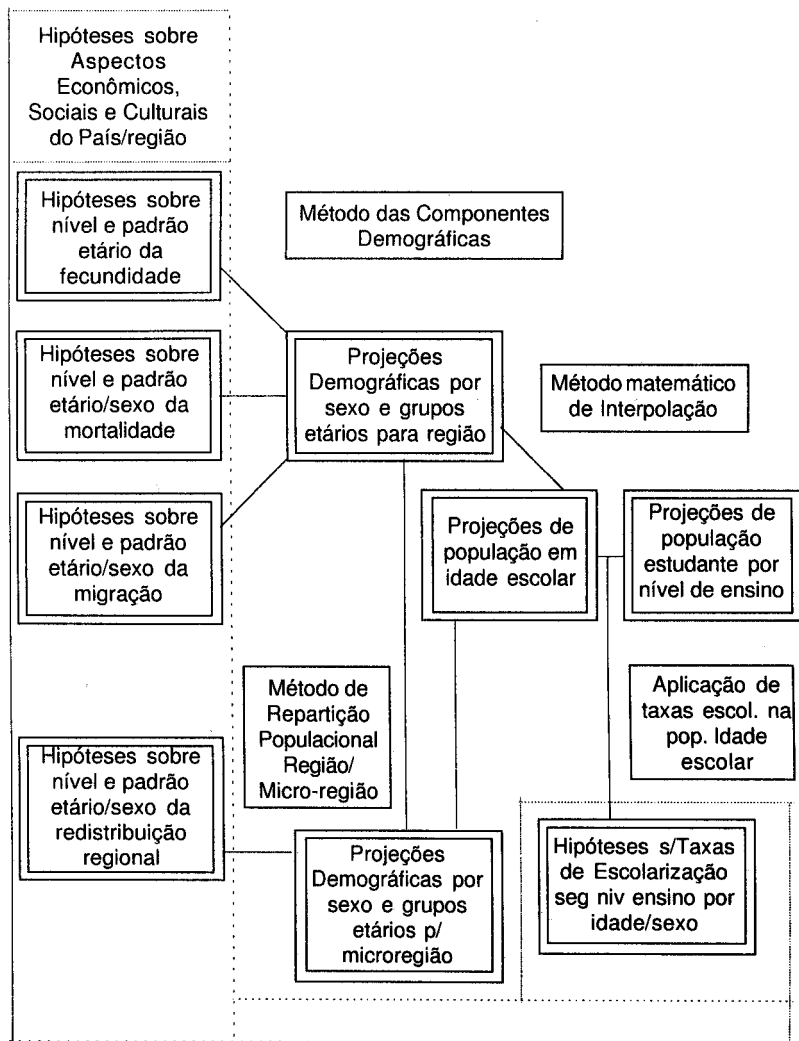 Hipóteses sobre
Aspectos
Econômicos,
Sociais e Culturais
do País/região
Hipóteses sobre
nível e padrão
etário da
fecundidade
Método das Componentes
Demográficas
Hipóteses sobre
nível e padrão
etário/sexo da
mortalidade
Projeções
Demográficas por
sexo e grupos
etários para região
Método matemático
de Interpolação
Hipóteses sobre
nível e padrão
etário/sexo da
migração
Projeções de
população em
idade escolar
Projeções de
população
estudante por
nível de ensino
Método de
Repartição
Populacional
Região/
Micro-região
Aplicação de
taxas escol. na
pop. Idade
escolar
Hipóteses sobre
nível e padrão
etário/sexo da
redistribuição
regional
Projeções
Demográficas por
sexo e grupos
etários p/
microregião
Hipóteses s/Taxas
de Escolarização
seg niv ensino por
idade/sexo